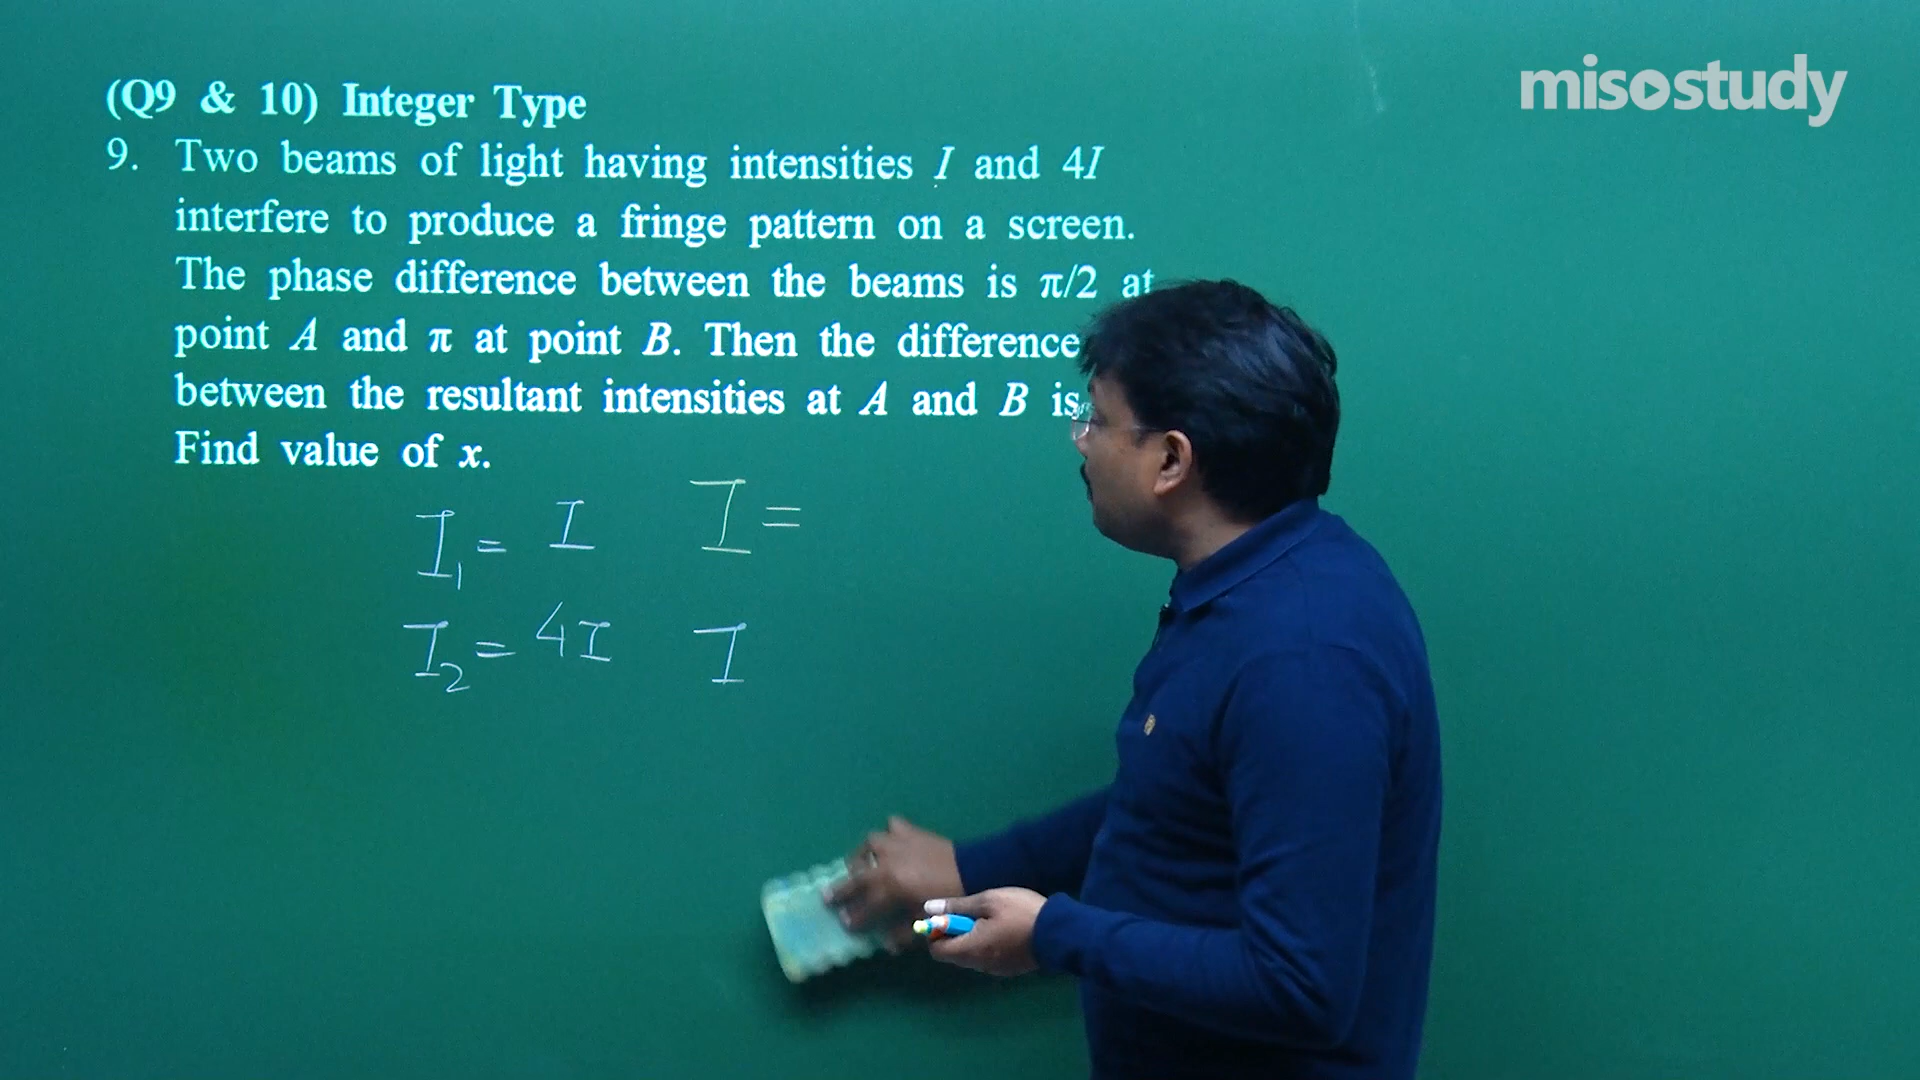 misostudy
(Q9 & 10) Integer Type
9. Two beams of light having intensities I and 4I
interfere to produce a fringe pattern on a screen.
The phase difference between the beams is π/2 at
point A and π at point B. Then the difference
between the resultant intensities at A and B is
Find value of x.
I₁ = I I =
I₂ = 4I I